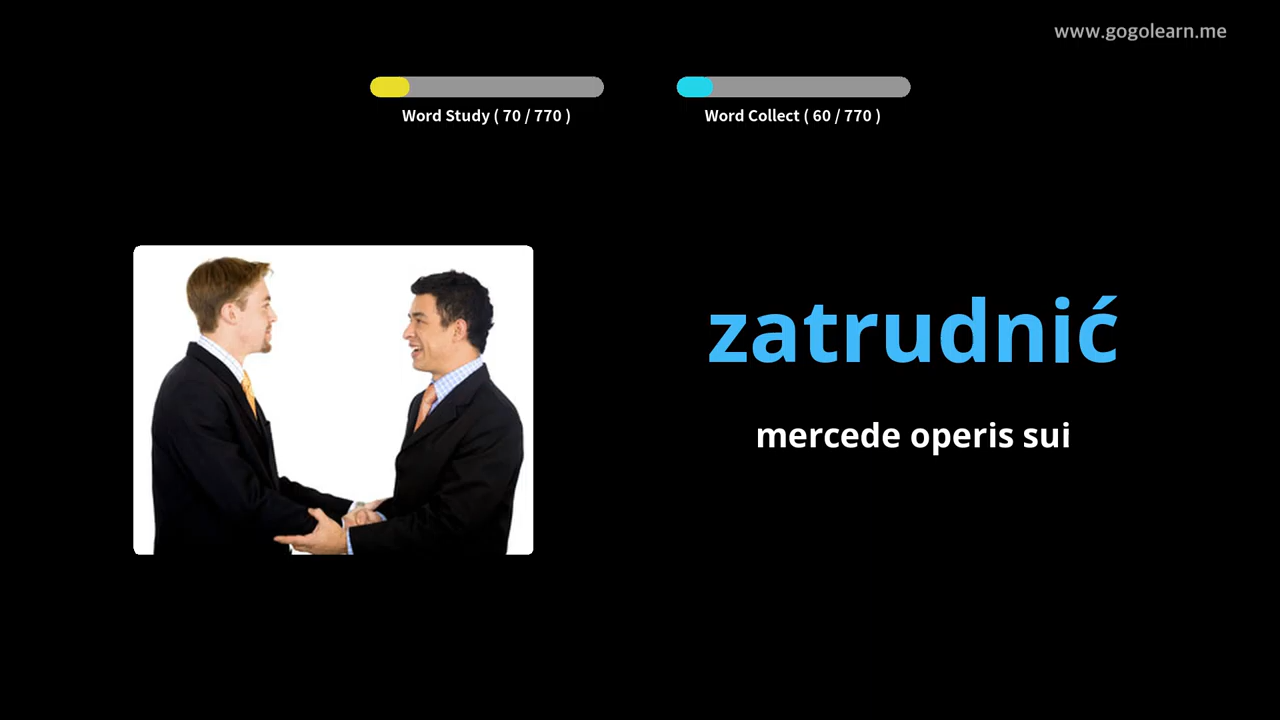 www.gogolearn.me
Word Study ( 70 / 770 )
Word Collect ( 60 / 770 )
zatrudnić
mercede operis sui